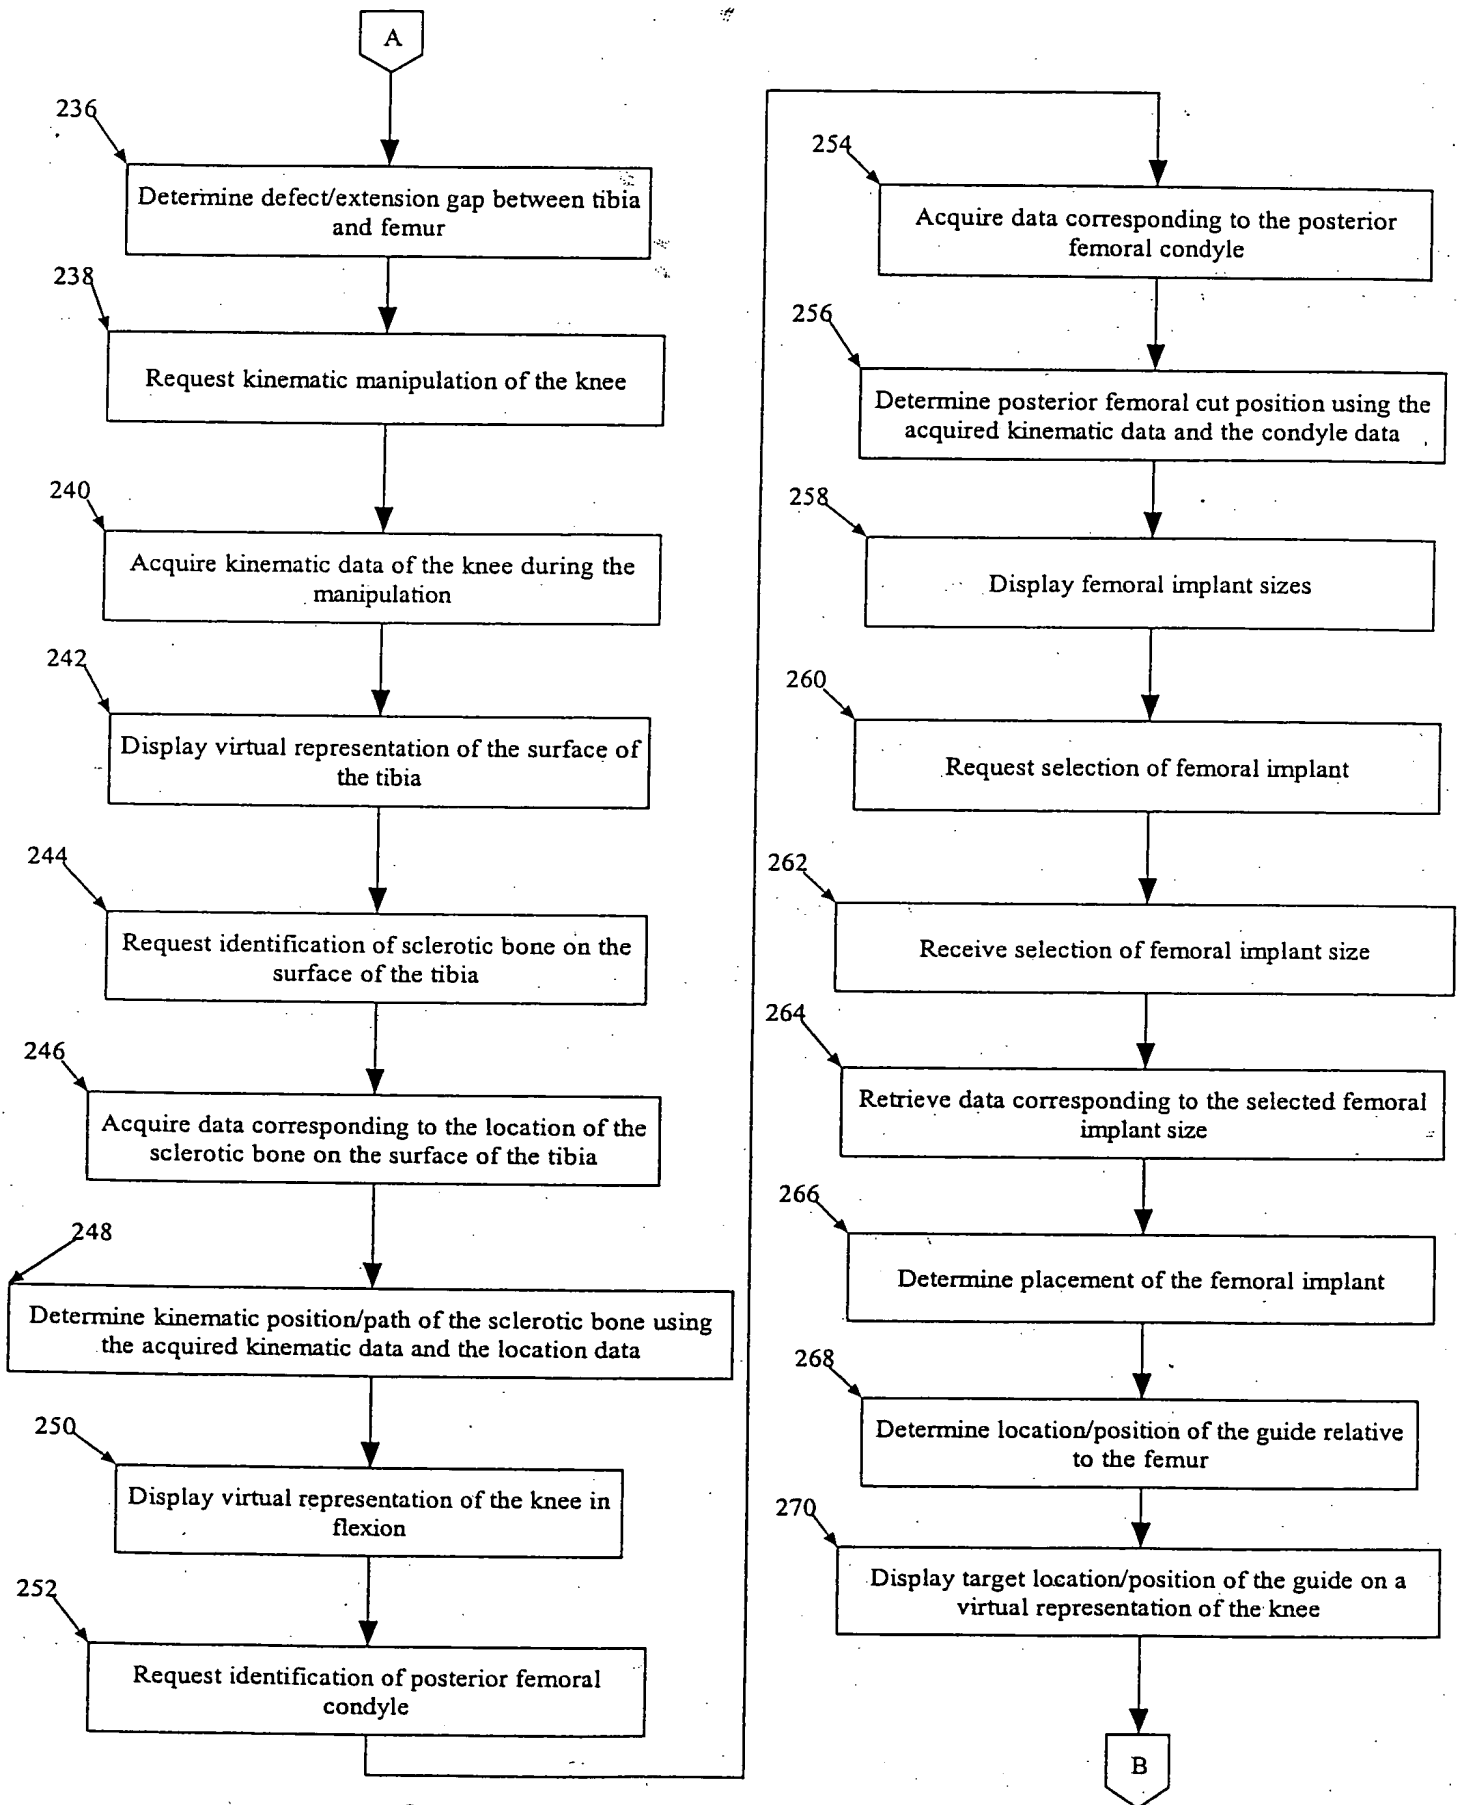 A
236
Determine defect/extension gap between tibia
and femur
238
Request kinematic manipulation of the knee
240
Acquire kinematic data of the knee during the
manipulation
242
Display virtual representation of the surface of
the tibia
244
Request identification of sclerotic bone on the
surface of the tibia
246
Acquire data corresponding to the location of the
sclerotic bone on the surface of the tibia
248
Determine kinematic position/path of the sclerotic bone using
the acquired kinematic data and the location data
250
Display virtual representation of the knee in
flexion
252
Request identification of posterior femoral
condyle
254
Acquire data corresponding to the posterior
femoral condyle
256
Determine posterior femoral cut position using the
acquired kinematic data and the condyle data
258
Display femoral implant sizes
260
Request selection of femoral implant
262
Receive selection of femoral implant size
264
Retrieve data corresponding to the selected femoral
implant size
266
Determine placement of the femoral implant
268
Determine location/position of the guide relative
to the femur
270
Display target location/position of the guide on a
virtual representation of the knee
B